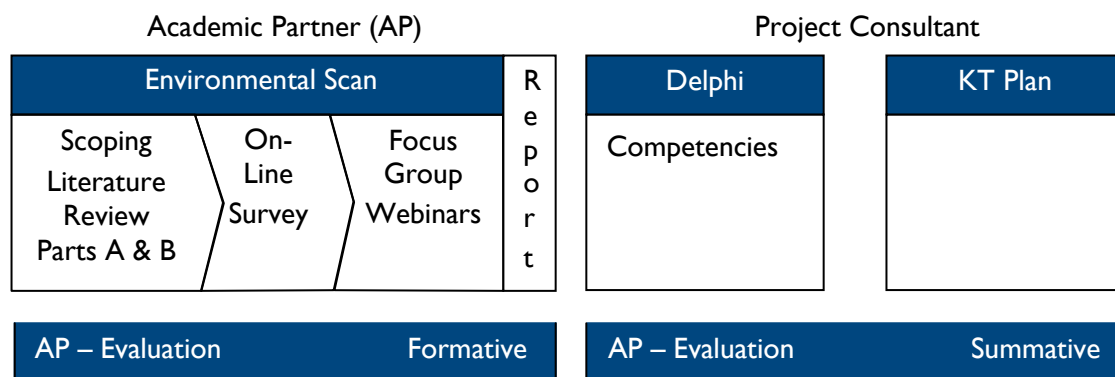 Academic Partner (AP)
Project Consultant
Environmental Scan
Scoping
Literature
Review
Parts A & B
On-
Line
Survey
Focus
Group
Webinars
R
e
p
o
r
t
Delphi
Competencies
KT Plan
AP – Evaluation Formative
AP – Evaluation Summative